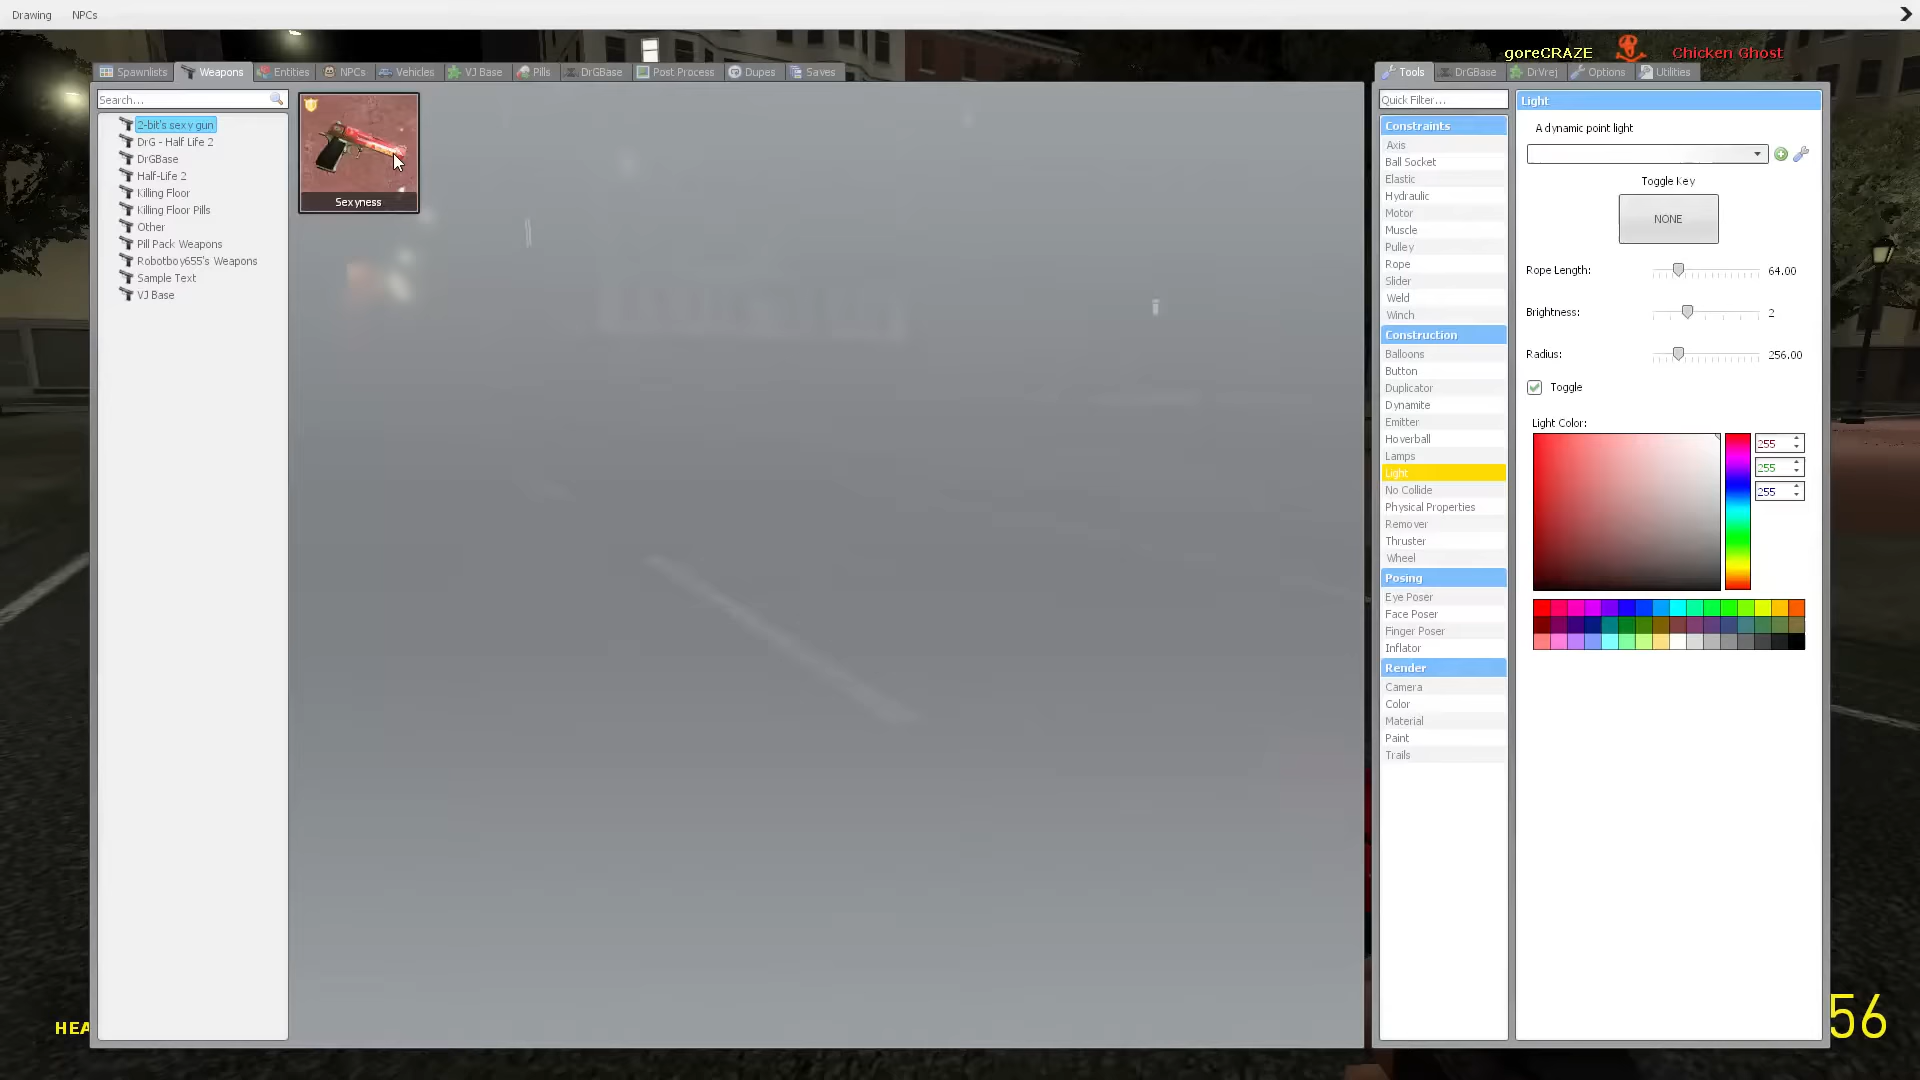 Drawing NPCs
goreCRAZE Chicken Ghost
Spawnlists Weapons Entities NPCs Vehicles VJ Base Pills DrGBase Post Process Dupes Saves
Tools DrGBase DrVrej Options Utilities
Search...
2-bit's sexy gun
DrG - Half Life 2
DrGBase
Half-Life 2
Killing Floor
Killing Floor Pills
Other
Pill Pack Weapons
Robotboy655's Weapons
Sample Text
VJ Base
Sexyness
Quick Filter...
Constraints
Axis
Ball Socket
Elastic
Hydraulic
Motor
Muscle
Pulley
Rope
Slider
Weld
Winch
Construction
Balloons
Button
Duplicator
Dynamite
Emitter
Hoverball
Lamps
Light
No Collide
Physical Properties
Remover
Thruster
Wheel
Posing
Eye Poser
Face Poser
Finger Poser
Inflator
Render
Camera
Color
Material
Paint
Trails
Light
A dynamic point light
Toggle Key
NONE
Rope Length: 64.00
Brightness: 2
Radius: 256.00
Toggle
Light Color:
255
255
255
HEA
56